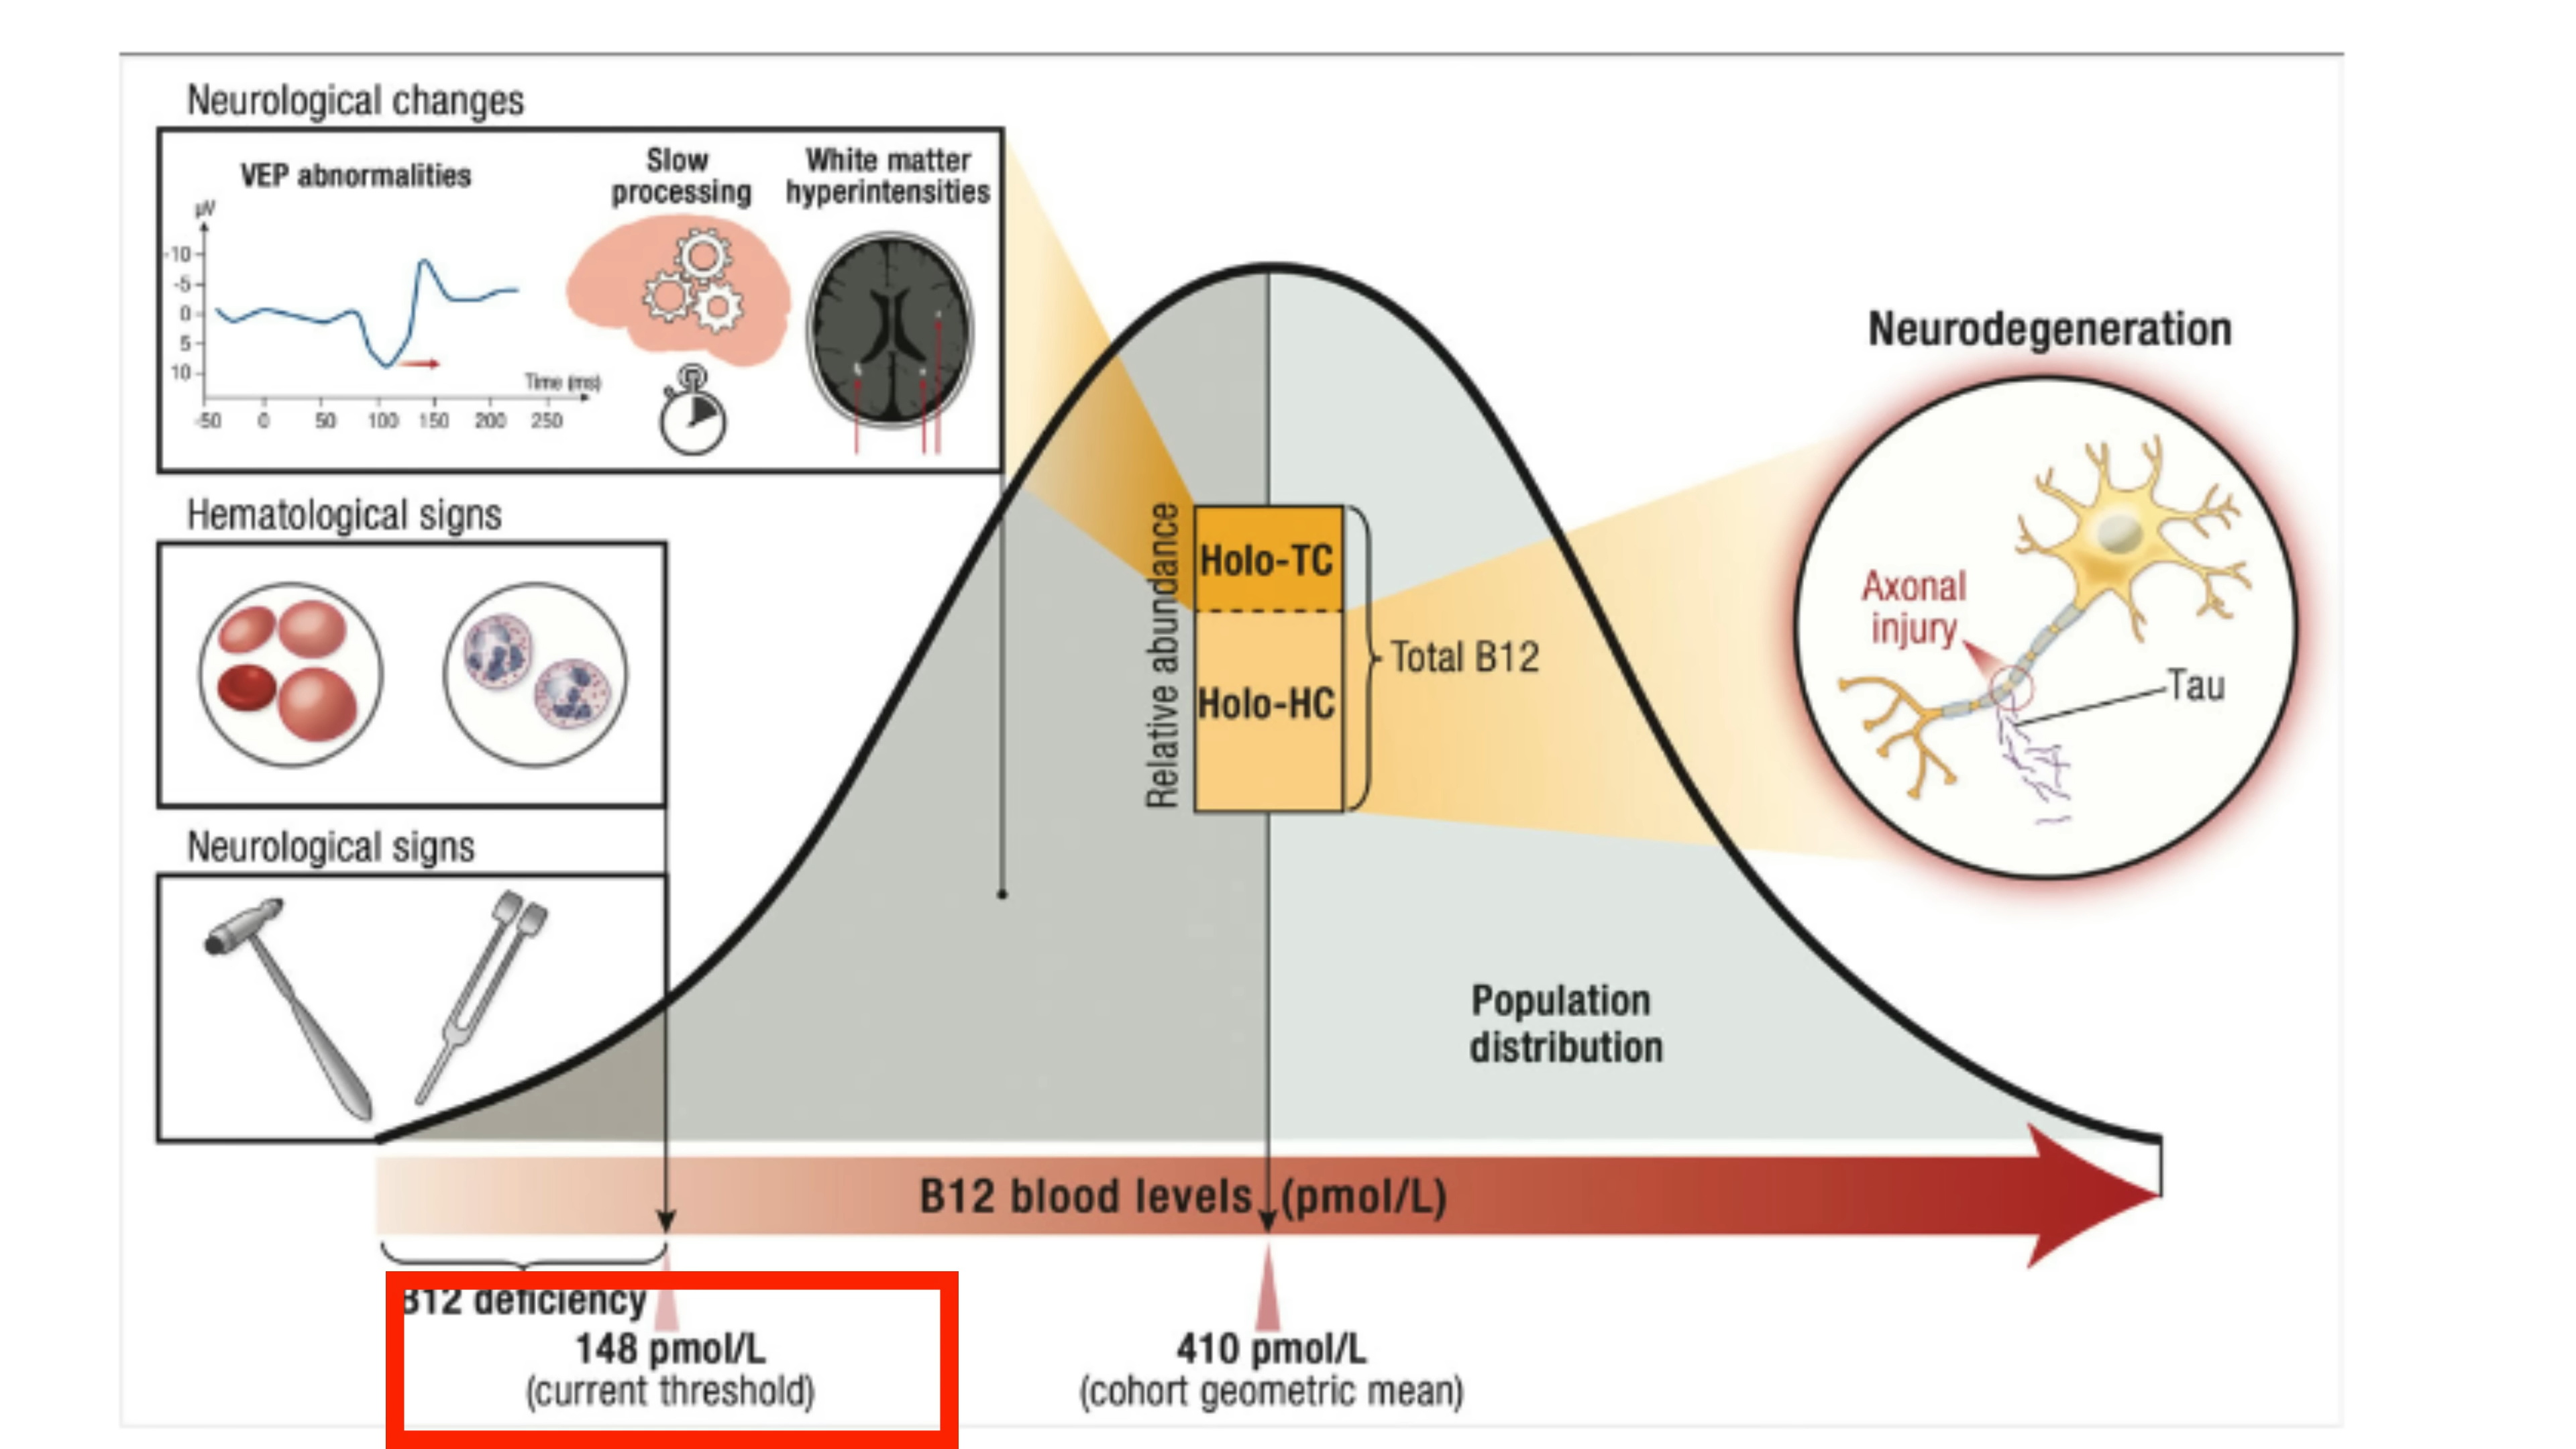 Neurological changes
VEP abnormalities
µV
-10
-5
0
5
10
-50 0 50 100 150 200 250
Time (ms)
Slow
processing
White matter
hyperintensities
Hematological signs
Neurological signs
Relative abundance
Holo-TC
Holo-HC
Total B12
Neurodegeneration
Axonal
injury
Tau
Population
distribution
B12 blood levels (pmol/L)
B12 deficiency
148 pmol/L
(current threshold)
410 pmol/L
(cohort geometric mean)